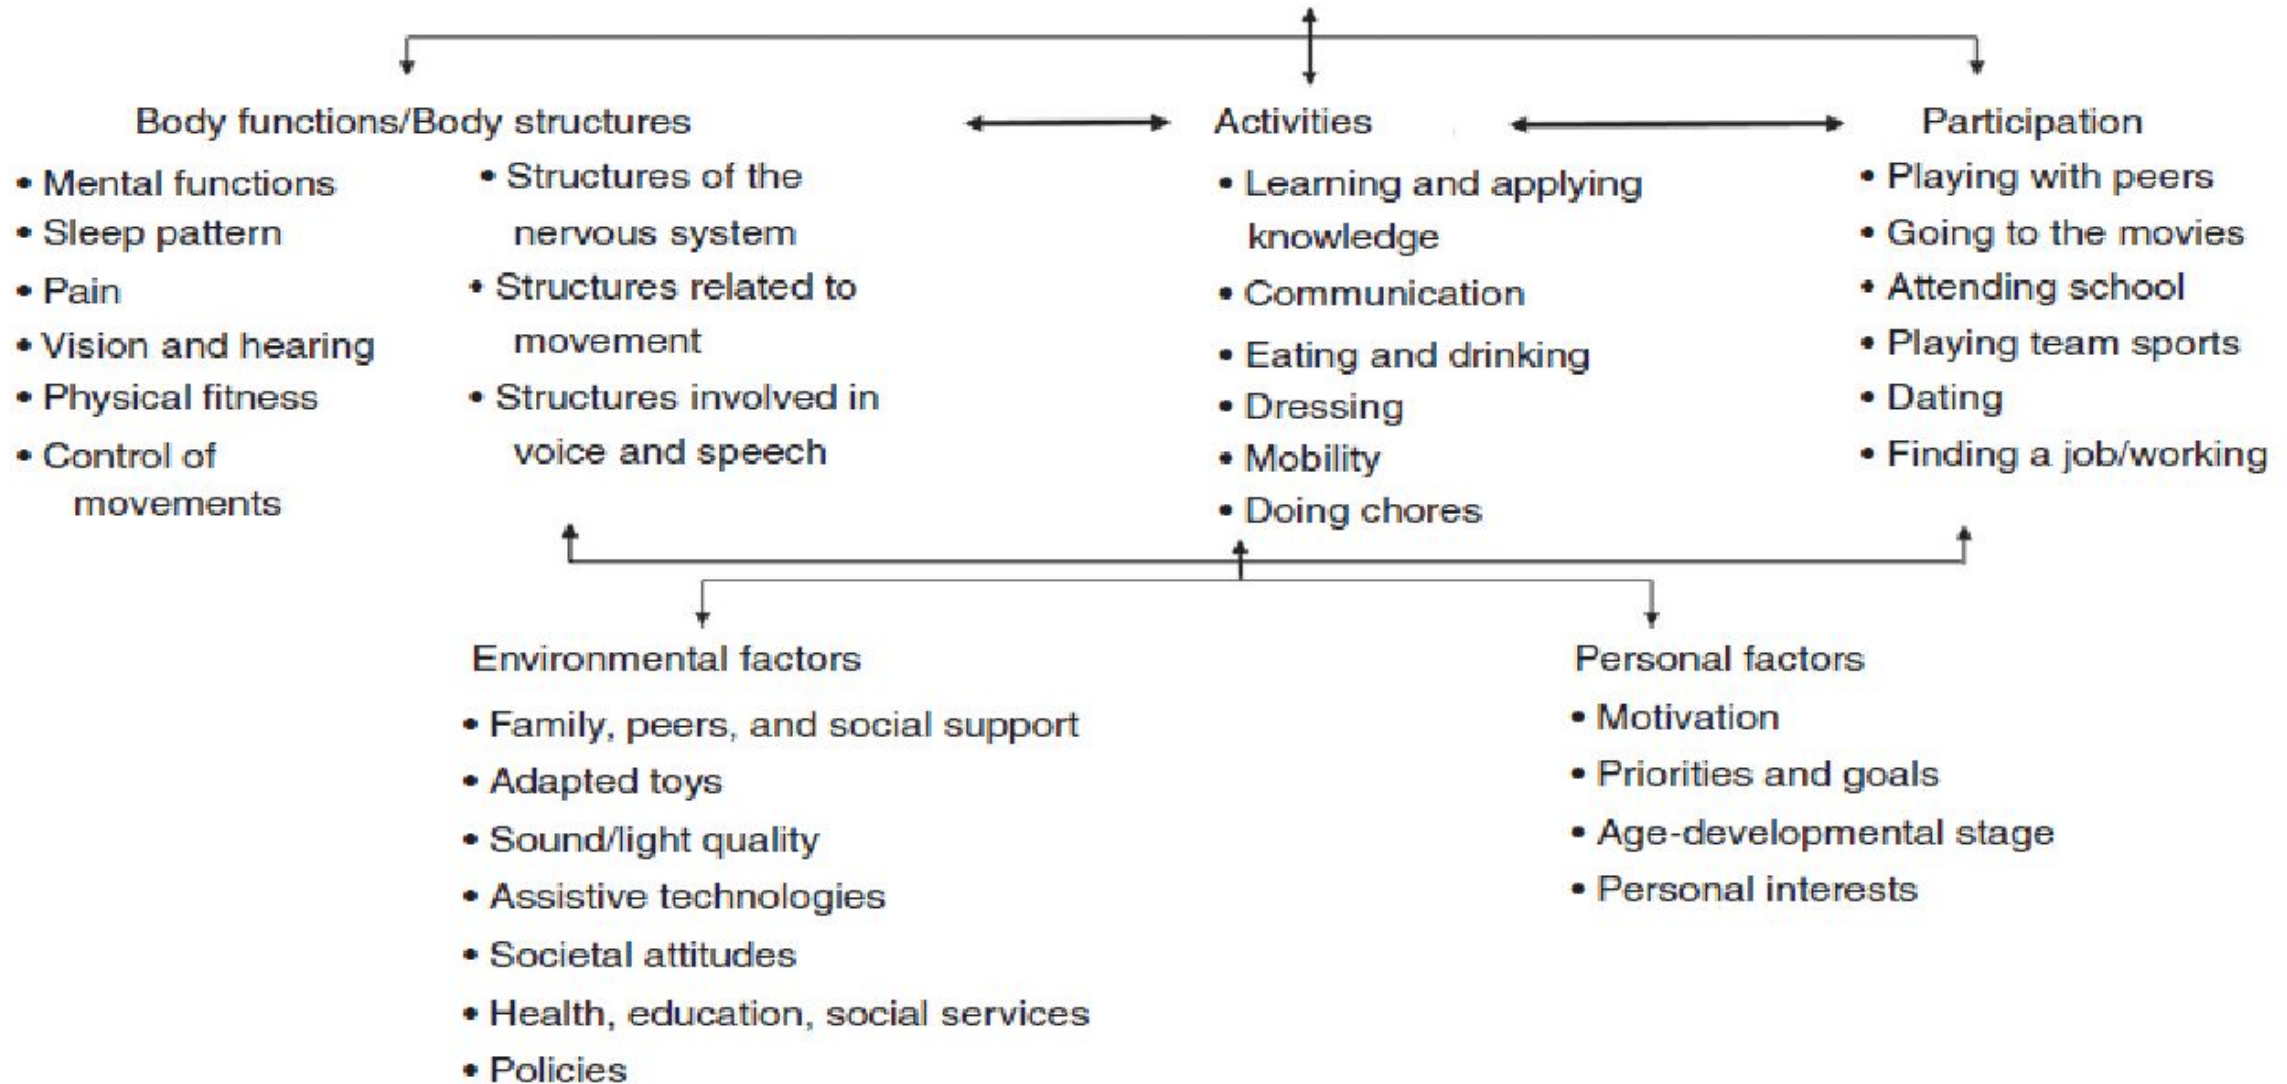 Body functions/Body structures
• Mental functions
• Sleep pattern
• Pain
• Vision and hearing
• Physical fitness
• Control of
movements
• Structures of the
nervous system
• Structures related to
movement
• Structures involved in
voice and speech
Activities
• Learning and applying
knowledge
• Communication
• Eating and drinking
• Dressing
• Mobility
• Doing chores
Participation
• Playing with peers
• Going to the movies
• Attending school
• Playing team sports
• Dating
• Finding a job/working
Environmental factors
• Family, peers, and social support
• Adapted toys
• Sound/light quality
• Assistive technologies
• Societal attitudes
• Health, education, social services
• Policies
Personal factors
• Motivation
• Priorities and goals
• Age-developmental stage
• Personal interests